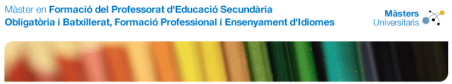 Màster en Formació del Professorat d'Educació Secundària
Obligatòria i Batxillerat, Formació Professional i Ensenyament d'Idiomes
Màsters
Universitaris